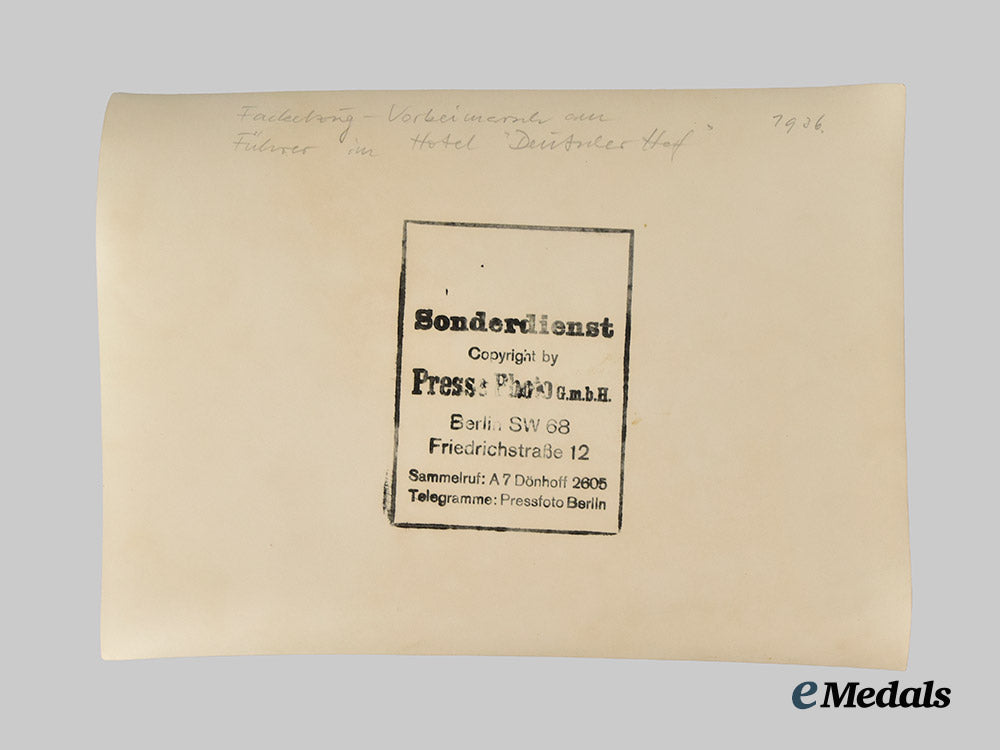 Fackelzug - Vorbeimarsch am 1936.
Führer im Hotel "Deutscher Hof"
Sonderdienst
Copyright by
Presse Photo G.m.b.H.
Berlin SW 68
Friedrichstraße 12
Sammelruf: A 7 Dönhoff 2605
Telegramme: Pressfoto Berlin
eMedals